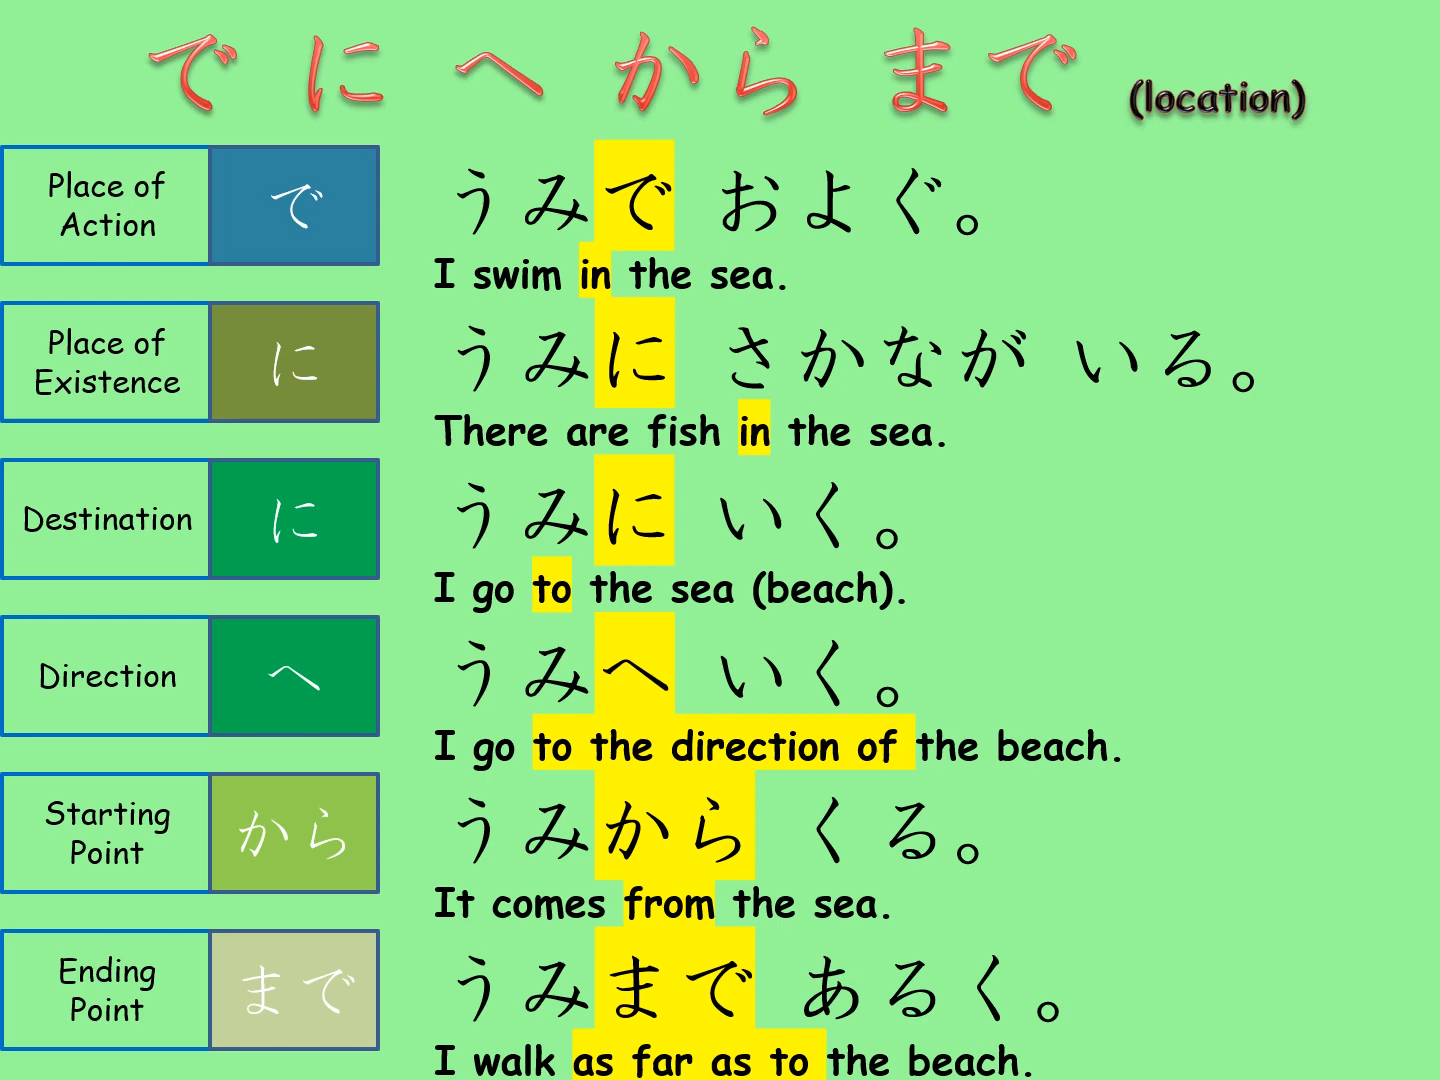 で に へ から まで (location)
Place of
Action
で
うみで およぐ。
I swim in the sea.
Place of
Existence
に
うみに さかなが いる。
There are fish in the sea.
Destination
に
うみに いく。
I go to the sea (beach).
Direction
へ
うみへ いく。
I go to the direction of the beach.
Starting
Point
から
うみから くる。
It comes from the sea.
Ending
Point
まで
うみまで あるく。
I walk as far as to the beach.